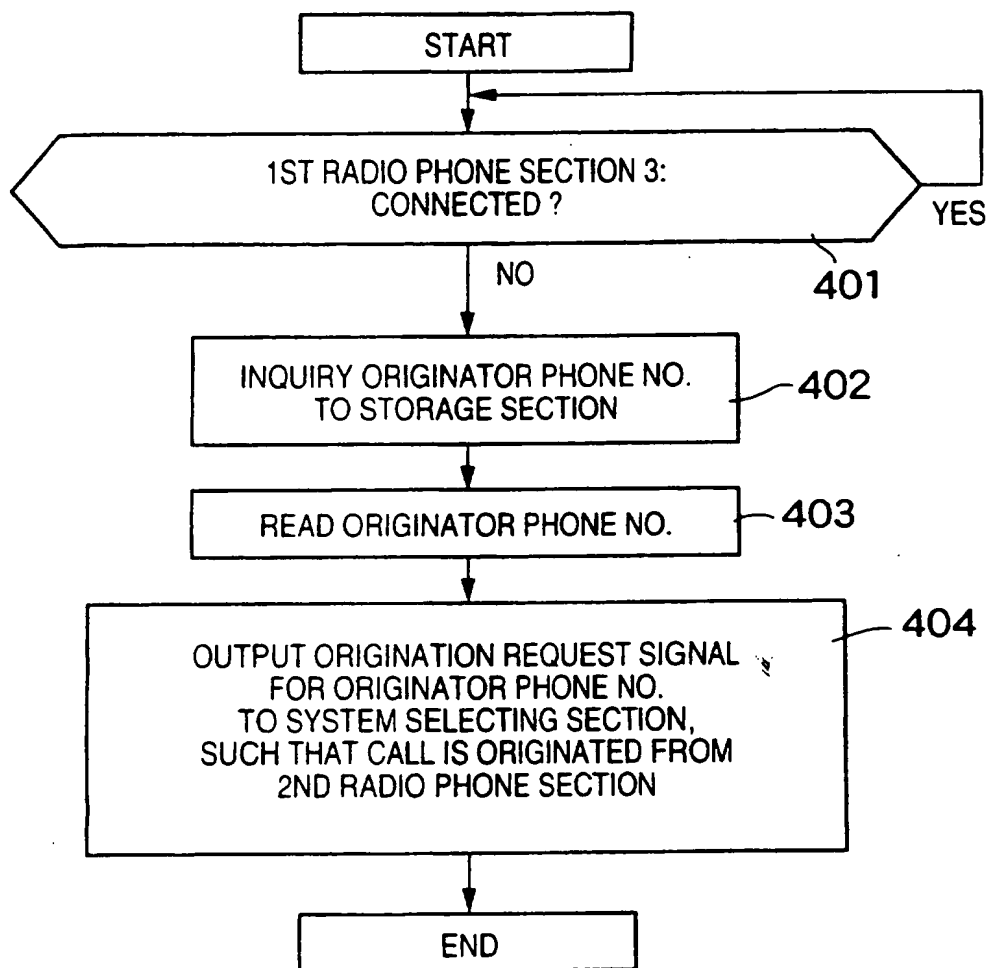 START
1ST RADIO PHONE SECTION 3:
CONNECTED ?
YES
401
NO
INQUIRY ORIGINATOR PHONE NO.
TO STORAGE SECTION
402
READ ORIGINATOR PHONE NO.
403
404
OUTPUT ORIGINATION REQUEST SIGNAL
FOR ORIGINATOR PHONE NO.
TO SYSTEM SELECTING SECTION,
SUCH THAT CALL IS ORIGINATED FROM
2ND RADIO PHONE SECTION
END